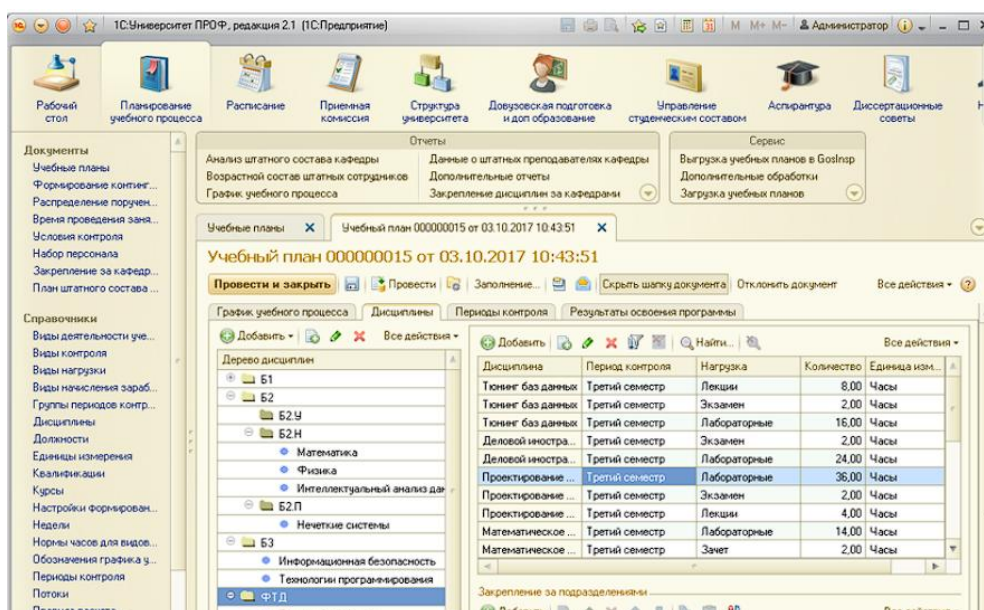 1С:Университет ПРОФ, редакция 2.1 (1С:Предприятие)
M M+ M- Администратор
Рабочий стол
Планирование учебного процесса
Расписание
Приемная комиссия
Структура университета
Довузовская подготовка и доп образование
Управление студенческим составом
Аспирантура
Диссертационные советы
Документы
Учебные планы
Формирование континг...
Распределение поручен...
Время проведения заня...
Условия контроля
Набор персонала
Закрепление за кафедр...
План штатного состава ...
Справочники
Виды деятельности уче...
Виды контроля
Виды нагрузки
Виды начисления зараб...
Группы периодов контр...
Дисциплины
Должности
Единицы измерения
Квалификации
Курсы
Настройки формирован...
Недели
Нормы часов для видов...
Обозначения графика у...
Периоды контроля
Потоки
Отчеты
Анализ штатного состава кафедры
Возрастной состав штатных сотрудников
График учебного процесса
Данные о штатных преподавателях кафедры
Дополнительные отчеты
Закрепление дисциплин за кафедрами
Сервис
Выгрузка учебных планов в GosInsp
Дополнительные обработки
Загрузка учебных планов
Учебные планы
Учебный план 000000015 от 03.10.2017 10:43:51
Учебный план 000000015 от 03.10.2017 10:43:51
Провести и закрыть Провести Заполнение... Скрыть шапку документа Отклонить документ Все действия
График учебного процесса Дисциплины Периоды контроля Результаты освоения программы
Добавить Все действия
Дерево дисциплин
Б1
Б2
Б2.У
Б2.Н
Математика
Физика
Интеллектуальный анализ дан
Б2.П
Нечеткие системы
Б3
Информационная безопасность
Технологии программирования
ФТД
Добавить Найти... Все действия
Дисциплина Период контроля Нагрузка Количество Единица изм...
Тюнинг баз данных Третий семестр Лекции 8,00 Часы
Тюнинг баз данных Третий семестр Экзамен 2,00 Часы
Тюнинг баз данных Третий семестр Лабораторные 16,00 Часы
Деловой иностра... Третий семестр Экзамен 2,00 Часы
Деловой иностра... Третий семестр Лабораторные 24,00 Часы
Проектирование ... Третий семестр Лабораторные 36,00 Часы
Проектирование ... Третий семестр Экзамен 2,00 Часы
Проектирование ... Третий семестр Лекции 4,00 Часы
Математическое ... Третий семестр Лабораторные 14,00 Часы
Математическое ... Третий семестр Зачет 2,00 Часы
Закрепление за подразделениями